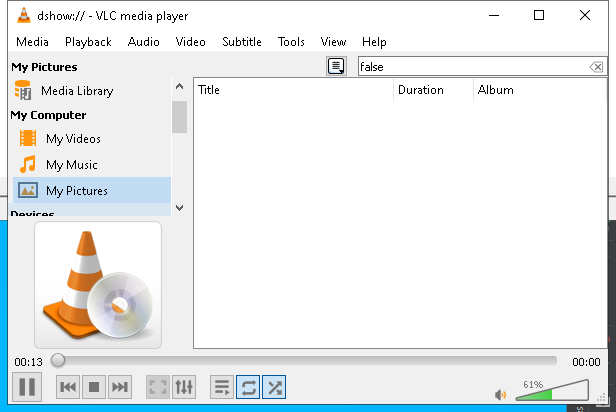 dshow:// - VLC media player
Media Playback Audio Video Subtitle Tools View Help
My Pictures
false
Media Library
Title Duration Album
My Computer
My Videos
My Music
My Pictures
Devices
00:13 00:00
61%